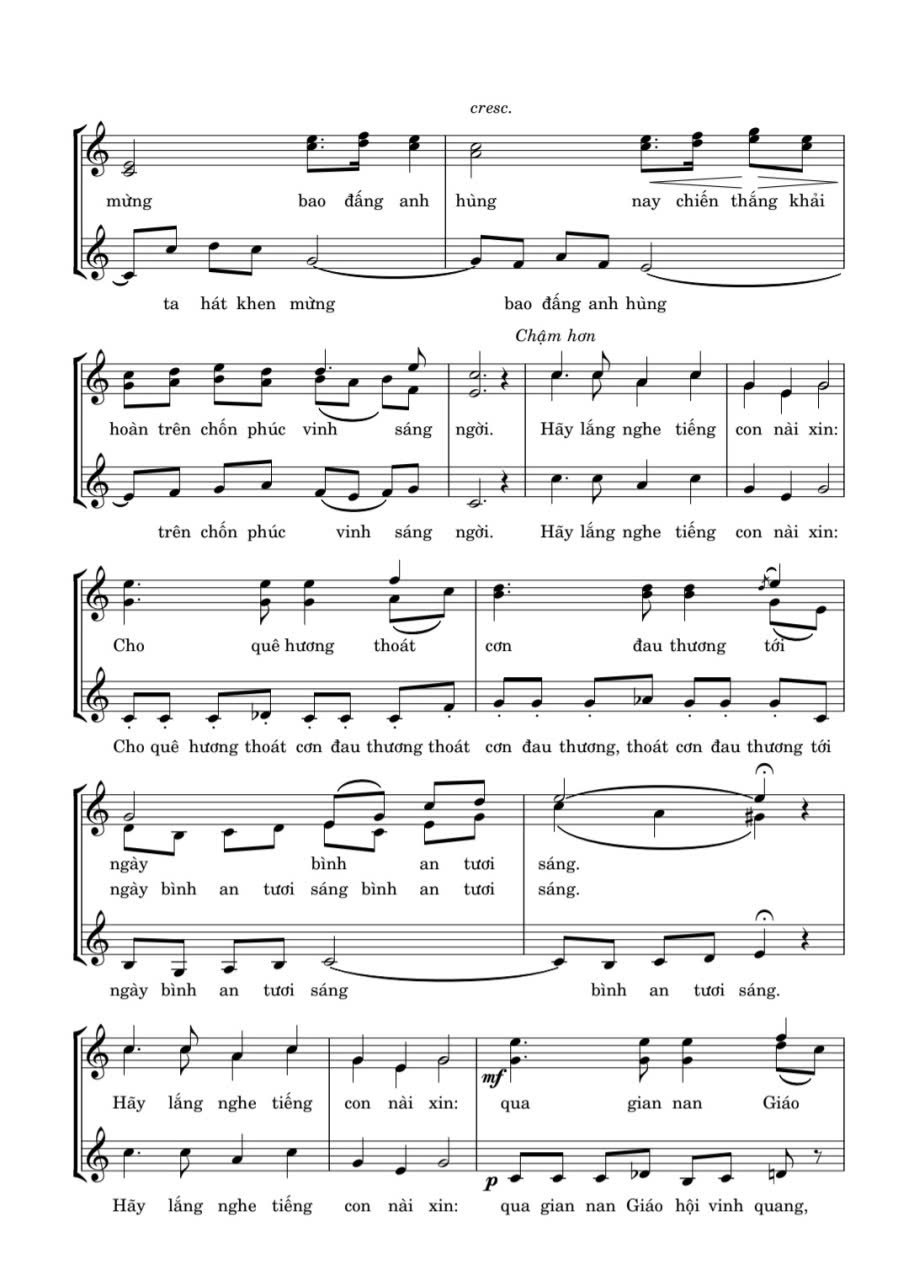 cresc.
mừng bao đấng anh hùng nay chiến thắng khải
ta hát khen mừng bao đấng anh hùng
Chậm hơn
hoàn trên chốn phúc vinh sáng ngời. Hãy lắng nghe tiếng con nài xin:
trên chốn phúc vinh sáng ngời. Hãy lắng nghe tiếng con nài xin:
Cho quê hương thoát cơn đau thương tới
Cho quê hương thoát cơn đau thương thoát cơn đau thương, thoát cơn đau thương tới
ngày bình an tươi sáng.
ngày bình an tươi sáng bình an tươi sáng.
ngày bình an tươi sáng bình an tươi sáng.
mf
Hãy lắng nghe tiếng con nài xin: qua gian nan Giáo
p
Hãy lắng nghe tiếng con nài xin: qua gian nan Giáo hội vinh quang,